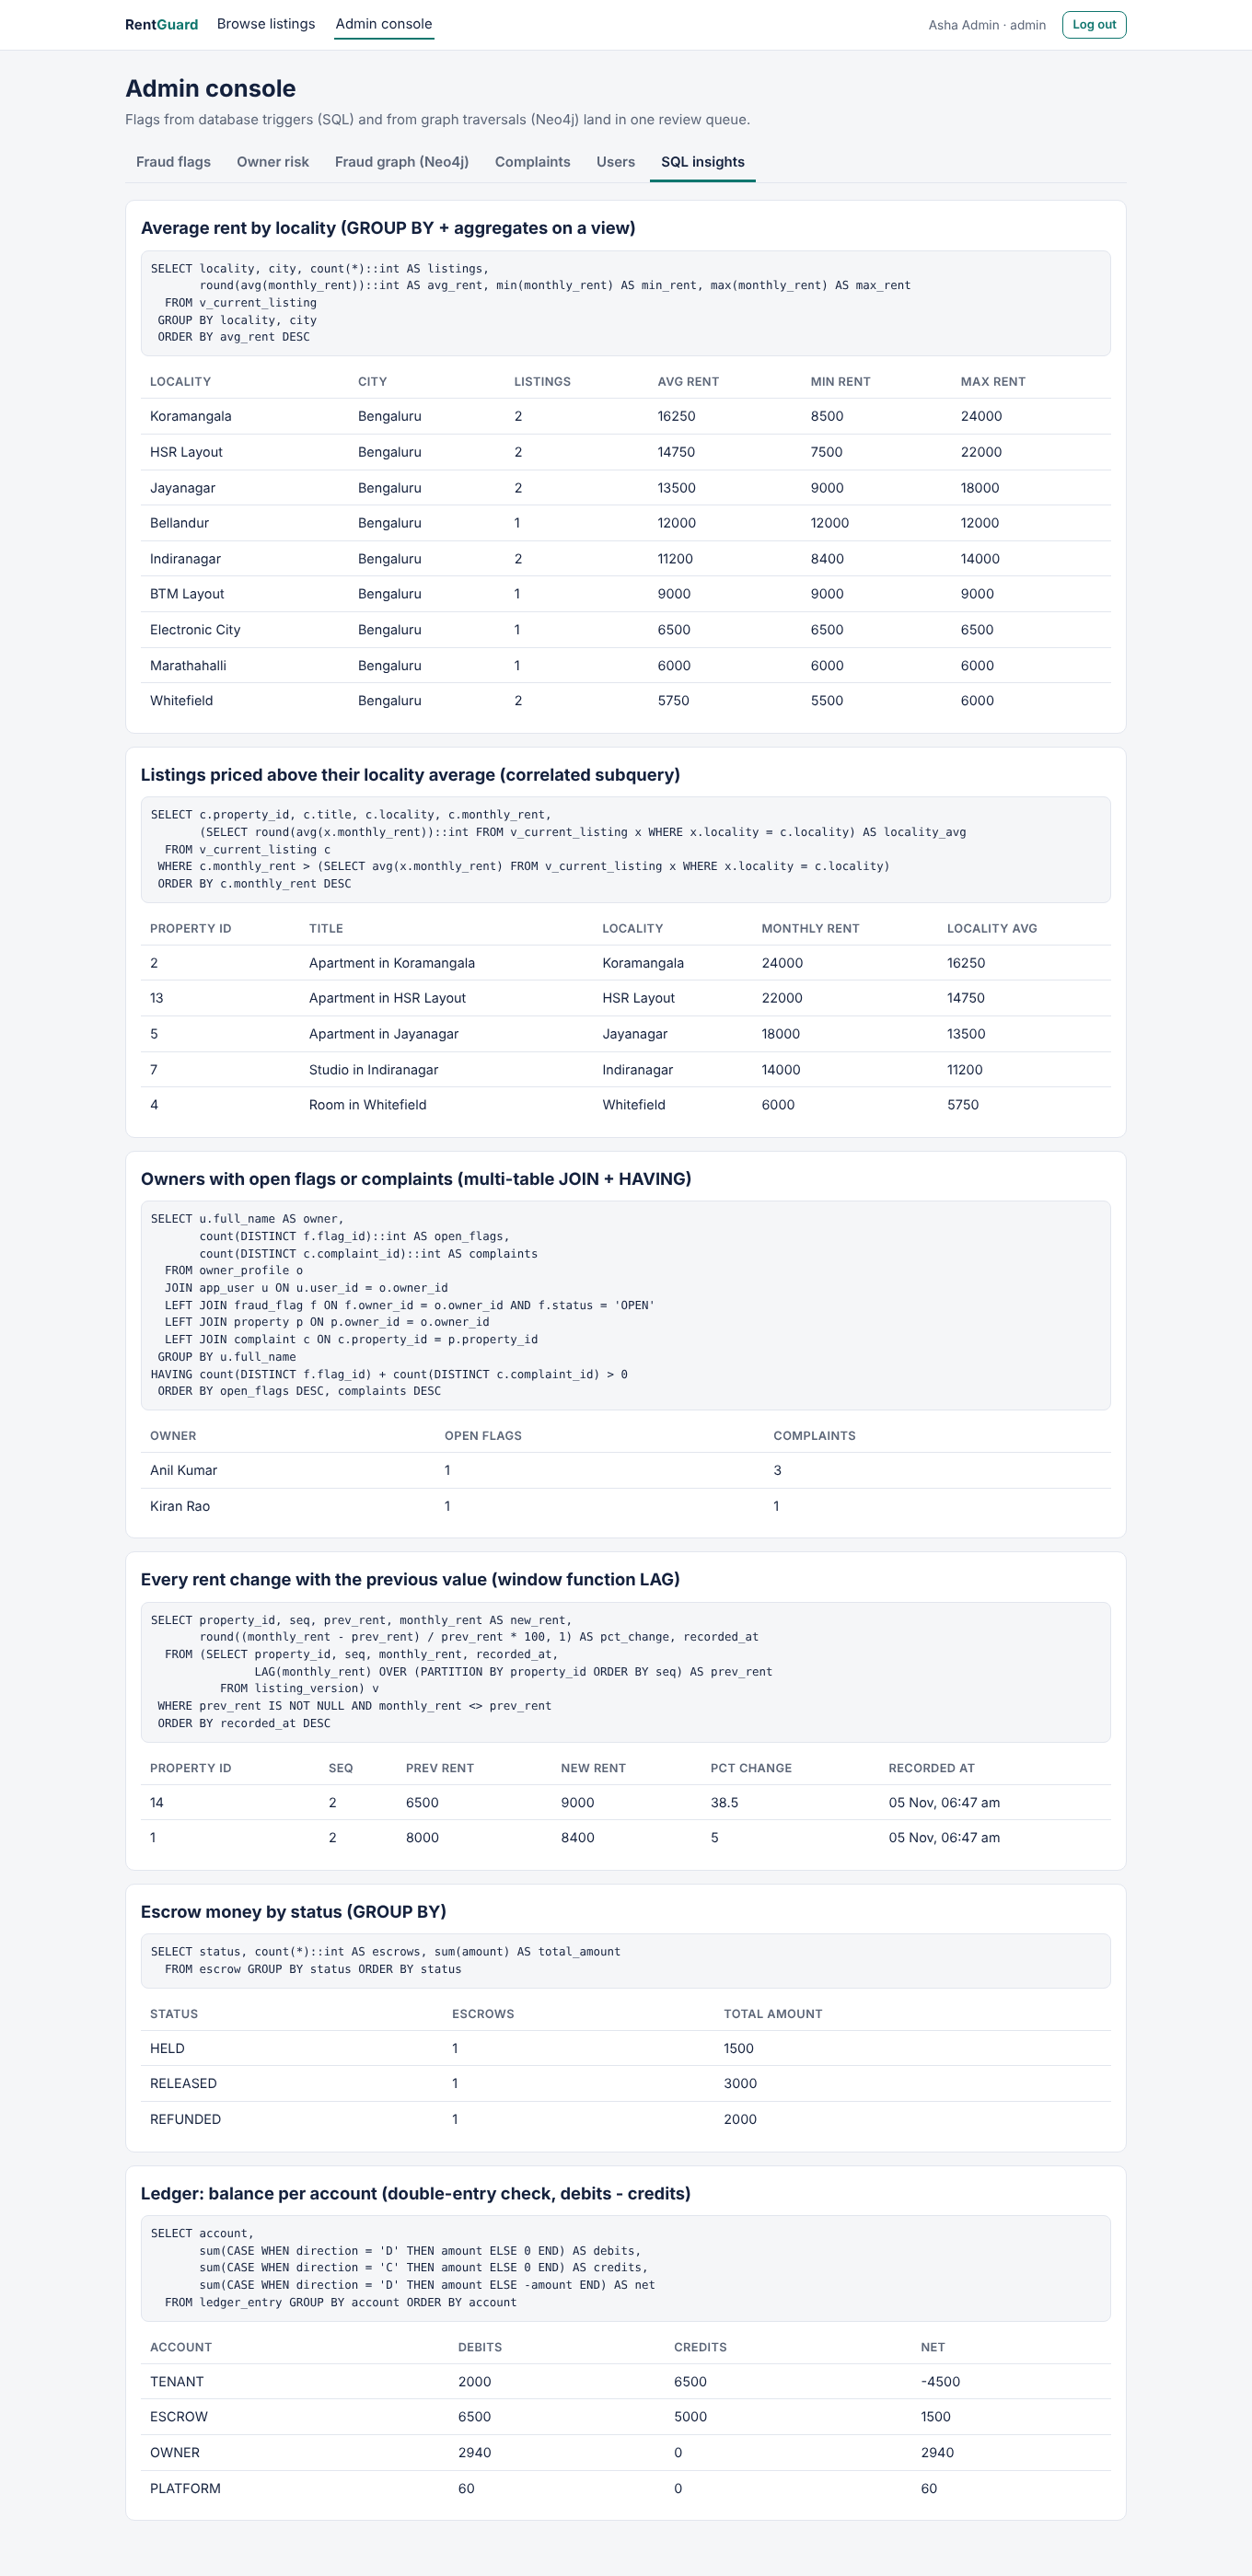 RentGuard Browse listings Admin console Asha Admin · admin Log out
Admin console
Flags from database triggers (SQL) and from graph traversals (Neo4j) land in one review queue.
Fraud flags Owner risk Fraud graph (Neo4j) Complaints Users SQL insights
Average rent by locality (GROUP BY + aggregates on a view)
SELECT locality, city, count(*)::int AS listings,
round(avg(monthly_rent))::int AS avg_rent, min(monthly_rent) AS min_rent, max(monthly_rent) AS max_rent
FROM v_current_listing
GROUP BY locality, city
ORDER BY avg_rent DESC
LOCALITY CITY LISTINGS AVG RENT MIN RENT MAX RENT
Koramangala Bengaluru 2 16250 8500 24000
HSR Layout Bengaluru 2 14750 7500 22000
Jayanagar Bengaluru 2 13500 9000 18000
Bellandur Bengaluru 1 12000 12000 12000
Indiranagar Bengaluru 2 11200 8400 14000
BTM Layout Bengaluru 1 9000 9000 9000
Electronic City Bengaluru 1 6500 6500 6500
Marathahalli Bengaluru 1 6000 6000 6000
Whitefield Bengaluru 2 5750 5500 6000
Listings priced above their locality average (correlated subquery)
SELECT c.property_id, c.title, c.locality, c.monthly_rent,
(SELECT round(avg(x.monthly_rent))::int FROM v_current_listing x WHERE x.locality = c.locality) AS locality_avg
FROM v_current_listing c
WHERE c.monthly_rent > (SELECT avg(x.monthly_rent) FROM v_current_listing x WHERE x.locality = c.locality)
ORDER BY c.monthly_rent DESC
PROPERTY ID TITLE LOCALITY MONTHLY RENT LOCALITY AVG
2 Apartment in Koramangala Koramangala 24000 16250
13 Apartment in HSR Layout HSR Layout 22000 14750
5 Apartment in Jayanagar Jayanagar 18000 13500
7 Studio in Indiranagar Indiranagar 14000 11200
4 Room in Whitefield Whitefield 6000 5750
Owners with open flags or complaints (multi-table JOIN + HAVING)
SELECT u.full_name AS owner,
count(DISTINCT f.flag_id)::int AS open_flags,
count(DISTINCT c.complaint_id)::int AS complaints
FROM owner_profile o
JOIN app_user u ON u.user_id = o.owner_id
LEFT JOIN fraud_flag f ON f.owner_id = o.owner_id AND f.status = 'OPEN'
LEFT JOIN property p ON p.owner_id = o.owner_id
LEFT JOIN complaint c ON c.property_id = p.property_id
GROUP BY u.full_name
HAVING count(DISTINCT f.flag_id) + count(DISTINCT c.complaint_id) > 0
ORDER BY open_flags DESC, complaints DESC
OWNER OPEN FLAGS COMPLAINTS
Anil Kumar 1 3
Kiran Rao 1 1
Every rent change with the previous value (window function LAG)
SELECT property_id, seq, prev_rent, monthly_rent AS new_rent,
round((monthly_rent - prev_rent) / prev_rent * 100, 1) AS pct_change, recorded_at
FROM (SELECT property_id, seq, monthly_rent, recorded_at,
LAG(monthly_rent) OVER (PARTITION BY property_id ORDER BY seq) AS prev_rent
FROM listing_version) v
WHERE prev_rent IS NOT NULL AND monthly_rent <> prev_rent
ORDER BY recorded_at DESC
PROPERTY ID SEQ PREV RENT NEW RENT PCT CHANGE RECORDED AT
14 2 6500 9000 38.5 05 Nov, 06:47 am
1 2 8000 8400 5 05 Nov, 06:47 am
Escrow money by status (GROUP BY)
SELECT status, count(*)::int AS escrows, sum(amount) AS total_amount
FROM escrow GROUP BY status ORDER BY status
STATUS ESCROWS TOTAL AMOUNT
HELD 1 1500
RELEASED 1 3000
REFUNDED 1 2000
Ledger: balance per account (double-entry check, debits - credits)
SELECT account,
sum(CASE WHEN direction = 'D' THEN amount ELSE 0 END) AS debits,
sum(CASE WHEN direction = 'C' THEN amount ELSE 0 END) AS credits,
sum(CASE WHEN direction = 'D' THEN amount ELSE -amount END) AS net
FROM ledger_entry GROUP BY account ORDER BY account
ACCOUNT DEBITS CREDITS NET
TENANT 2000 6500 -4500
ESCROW 6500 5000 1500
OWNER 2940 0 2940
PLATFORM 60 0 60